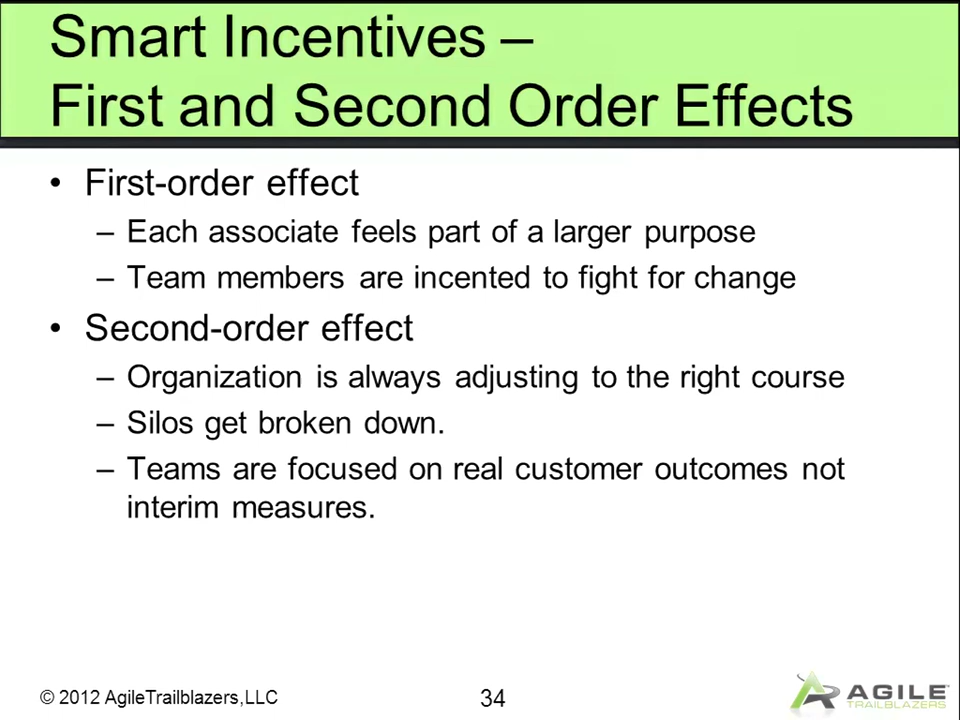 Smart Incentives –
First and Second Order Effects
• First-order effect
– Each associate feels part of a larger purpose
– Team members are incented to fight for change
• Second-order effect
– Organization is always adjusting to the right course
– Silos get broken down.
– Teams are focused on real customer outcomes not
interim measures.
© 2012 AgileTrailblazers,LLC
34
AGILE
TRAILBLAZERS